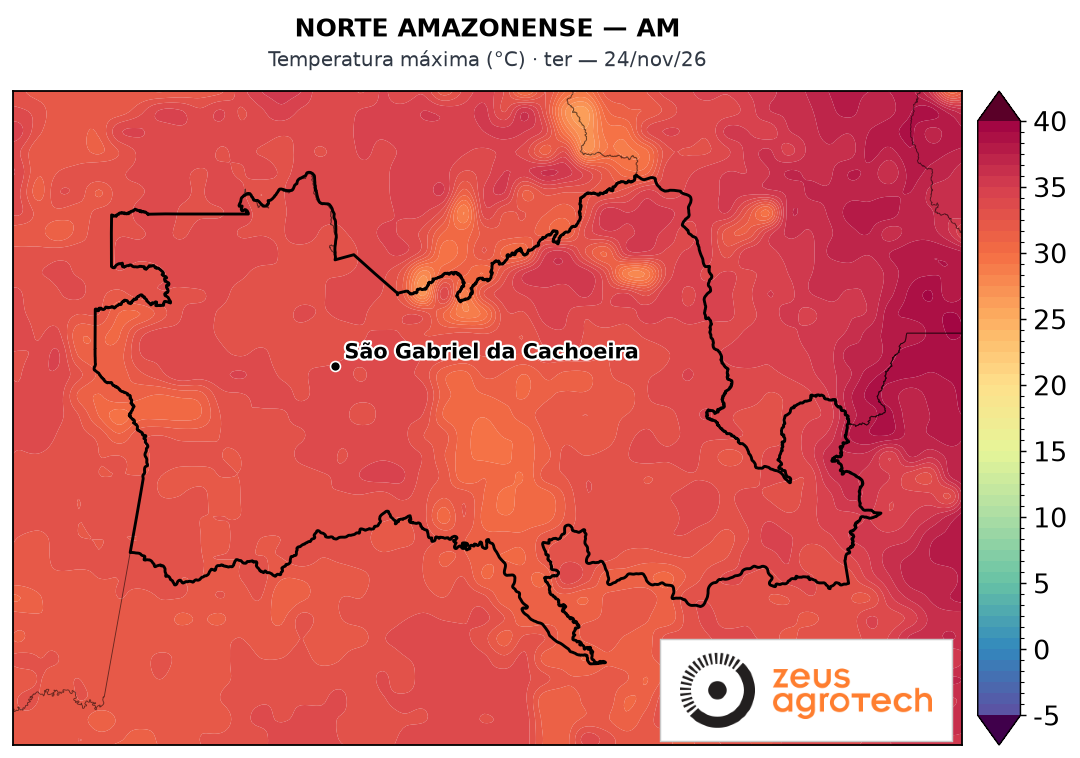 NORTE AMAZONENSE — AM
Temperatura máxima (°C) · ter — 24/nov/26
São Gabriel da Cachoeira
40
35
30
25
20
15
10
5
0
-5
zeus
agrotech